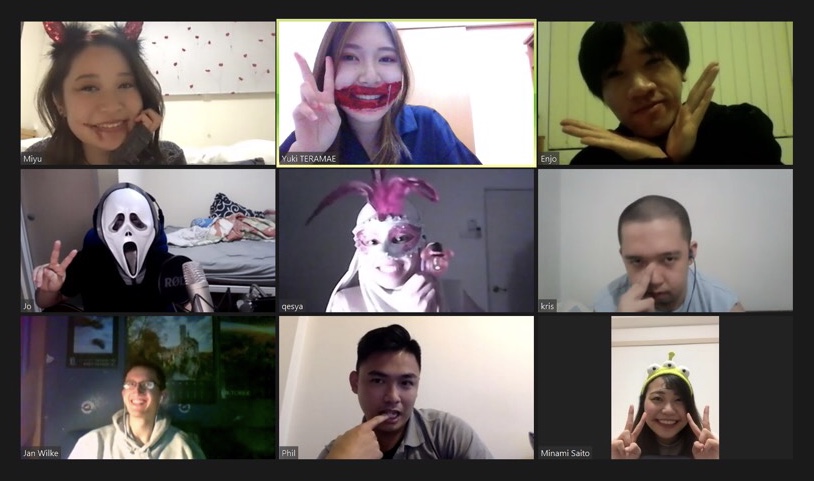 Miyu
Yuki TERAMAE
Enjo
Jo
qesya
kris
Jan Wilke
Phil
Minami Saito